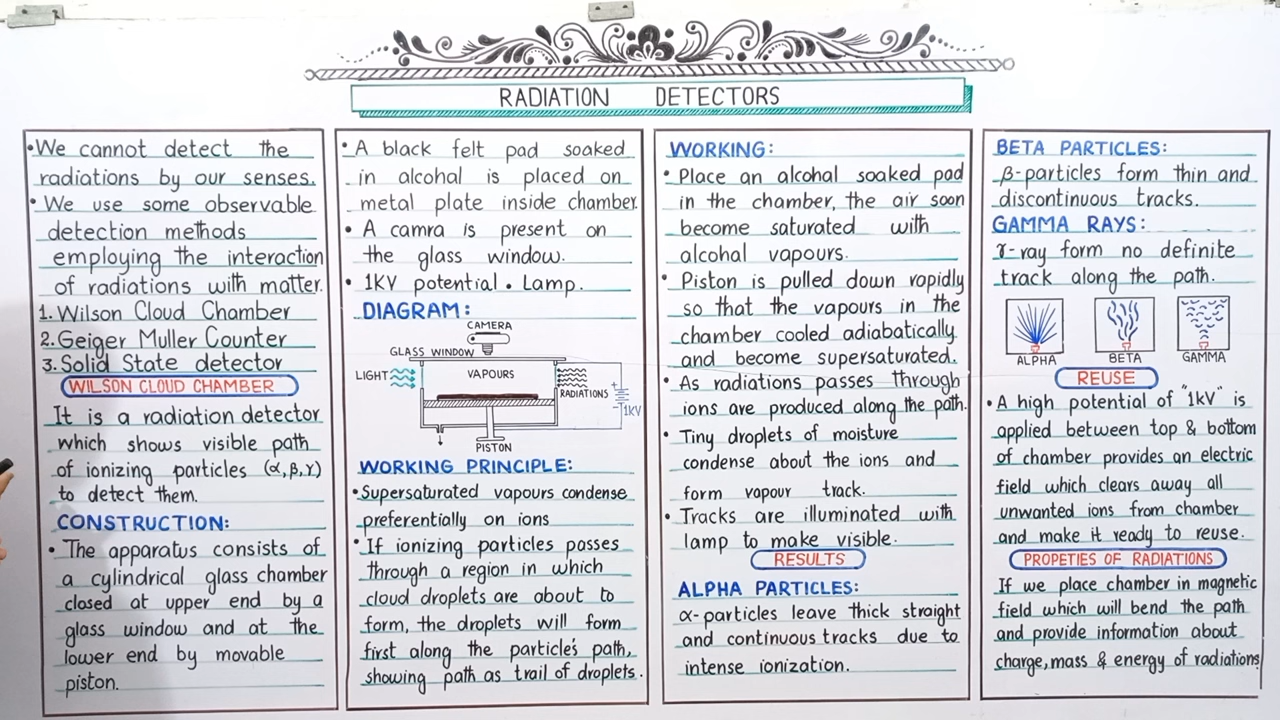 RADIATION DETECTORS
•We cannot detect the
radiations by our senses.
• We use some observable
detection methods
employing the interaction
of radiations with matter.
1. Wilson Cloud Chamber
2. Geiger Muller Counter
3. Solid State detector
WILSON CLOUD CHAMBER
It is a radiation detector
which shows visible path
of ionizing particles (α,β,γ)
to detect them.
CONSTRUCTION:
• The apparatus consists of
a cylindrical glass chamber
closed at upper end by a
glass window and at the
lower end by movable
piston.
• A black felt pad soaked
in alcohal is placed on
metal plate inside chamber.
• A camra is present on
the glass window.
• 1KV potential • Lamp.
DIAGRAM:
CAMERA
GLASS WINDOW
LIGHT
VAPOURS
RADIATIONS
+
−
1KV
PISTON
WORKING PRINCIPLE:
• Supersaturated vapours condense
preferentially on ions
• If ionizing particles passes
through a region in which
cloud droplets are about to
form, the droplets will form
first along the particle's path,
showing path as trail of droplets.
WORKING:
• Place an alcohal soaked pad
in the chamber, the air soon
become saturated with
alcohal vapours.
• Piston is pulled down rapidly
so that the vapours in the
chamber cooled adiabatically
and become supersaturated.
• As radiations passes through
ions are produced along the path.
• Tiny droplets of moisture
condense about the ions and
form vapour track.
• Tracks are illuminated with
lamp to make visible.
RESULTS
ALPHA PARTICLES:
α-particles leave thick straight
and continuous tracks due to
intense ionization.
BETA PARTICLES:
β-particles form thin and
discontinuous tracks.
GAMMA RAYS:
γ-ray form no definite
track along the path.
ALPHA
BETA
GAMMA
REUSE
• A high potential of "1kV" is
applied between top & bottom
of chamber provides an electric
field which clears away all
unwanted ions from chamber
and make it ready to reuse.
PROPETIES OF RADIATIONS
If we place chamber in magnetic
field which will bend the path
and provide information about
charge, mass & energy of radiations